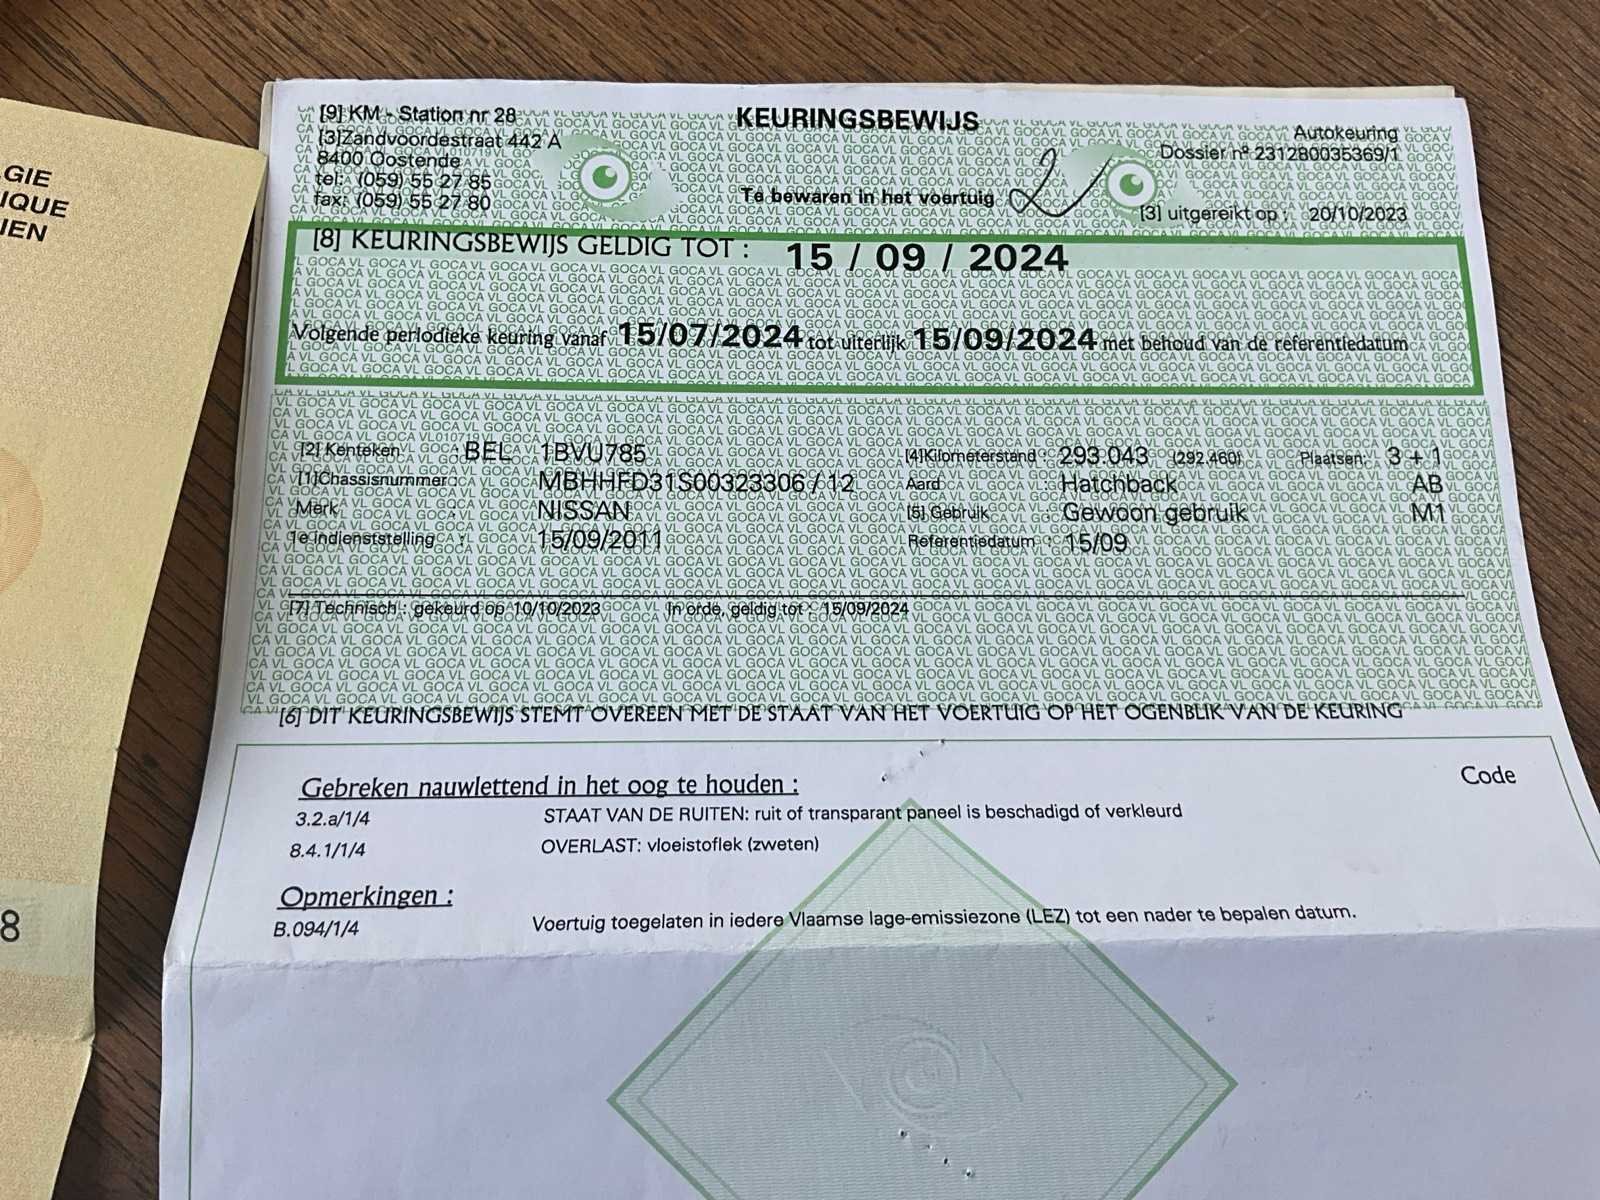 GIE
IQUE
IEN
8
[9] KM - Station nr 28
KEURINGSBEWIJS
Autokeuring
[3]Zandvoordestraat 442 A
Dossier nº 231280035369/1
8400 Oostende
tel: (059) 55 27 85
Te bewaren in het voertuig
fax: (059) 55 27 80
[3] uitgereikt op : 20/10/2023
[8] KEURINGSBEWIJS GELDIG TOT : 15 / 09 / 2024
Volgende periodieke keuring vanaf 15/07/2024 tot uiterlijk 15/09/2024 met behoud van de referentiedatum
[2] Kenteken : BEL 1BVU785 [4]Kilometerstand : 293.043 (292.460) Plaatsen: 3 + 1
[1]Chassisnummer : MBHHFD31S00323306 / 12 Aard : Hatchback AB
Merk : NISSAN [5] Gebruik : Gewoon gebruik M1
1e indienststelling : 15/09/2011 Referentiedatum : 15/09
[7] Technisch : gekeurd op 10/10/2023 In orde, geldig tot : 15/09/2024
[6] DIT KEURINGSBEWIJS STEMT OVEREEN MET DE STAAT VAN HET VOERTUIG OP HET OGENBLIK VAN DE KEURING
Gebreken nauwlettend in het oog te houden : Code
3.2.a/1/4 STAAT VAN DE RUITEN: ruit of transparant paneel is beschadigd of verkleurd
8.4.1/1/4 OVERLAST: vloeistoflek (zweten)
Opmerkingen :
B.094/1/4 Voertuig toegelaten in iedere Vlaamse lage-emissiezone (LEZ) tot een nader te bepalen datum.